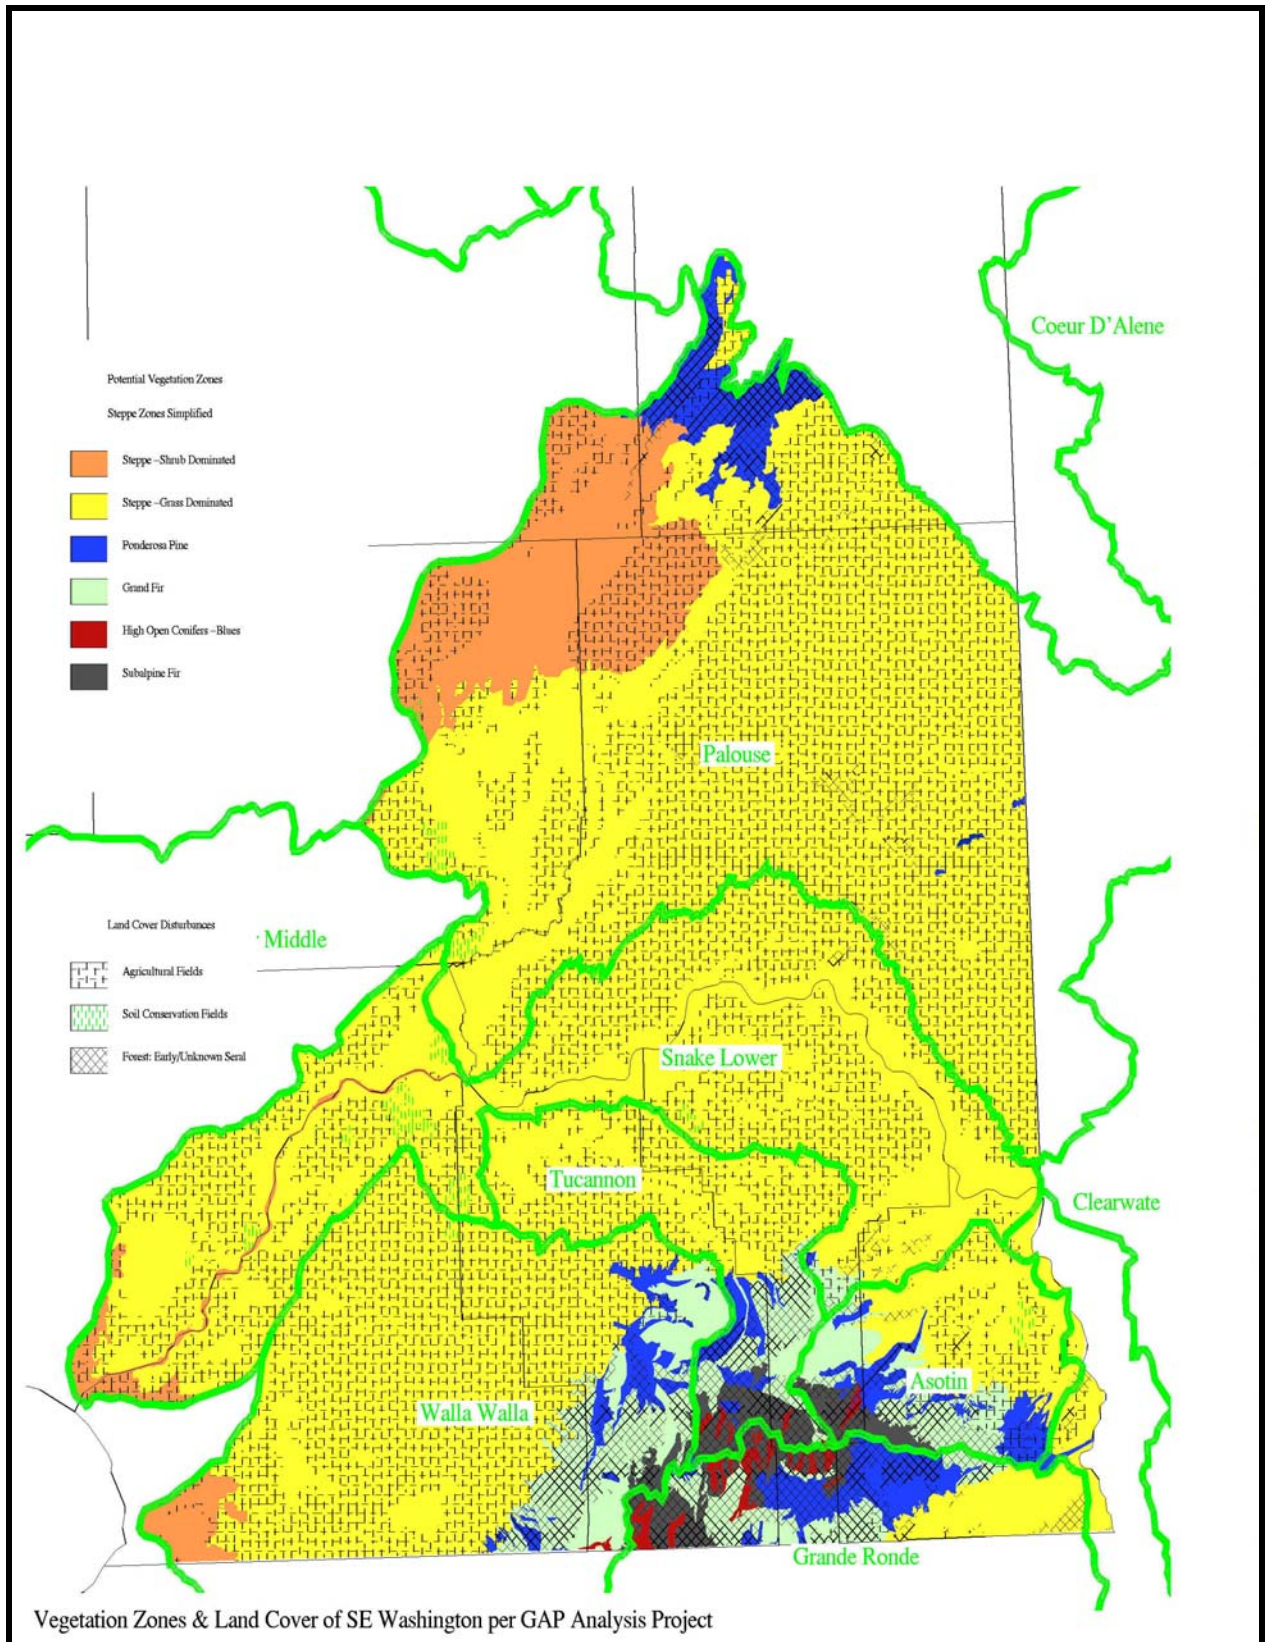 Coeur D'Alene
Potential Vegetation Zones
Steppe Zones Simplified
Steppe –Shrub Dominated
Steppe –Grass Dominated
Ponderosa Pine
Grand Fir
High Open Conifers –Blues
Subalpine Fir
Palouse
Land Cover Disturbances
Middle
Agricultural Fields
Soil Conservation Fields
Forest: Early/Unknown Seral
Snake Lower
Tucannon
Clearwate
Asotin
Walla Walla
Grande Ronde
Vegetation Zones & Land Cover of SE Washington per GAP Analysis Project